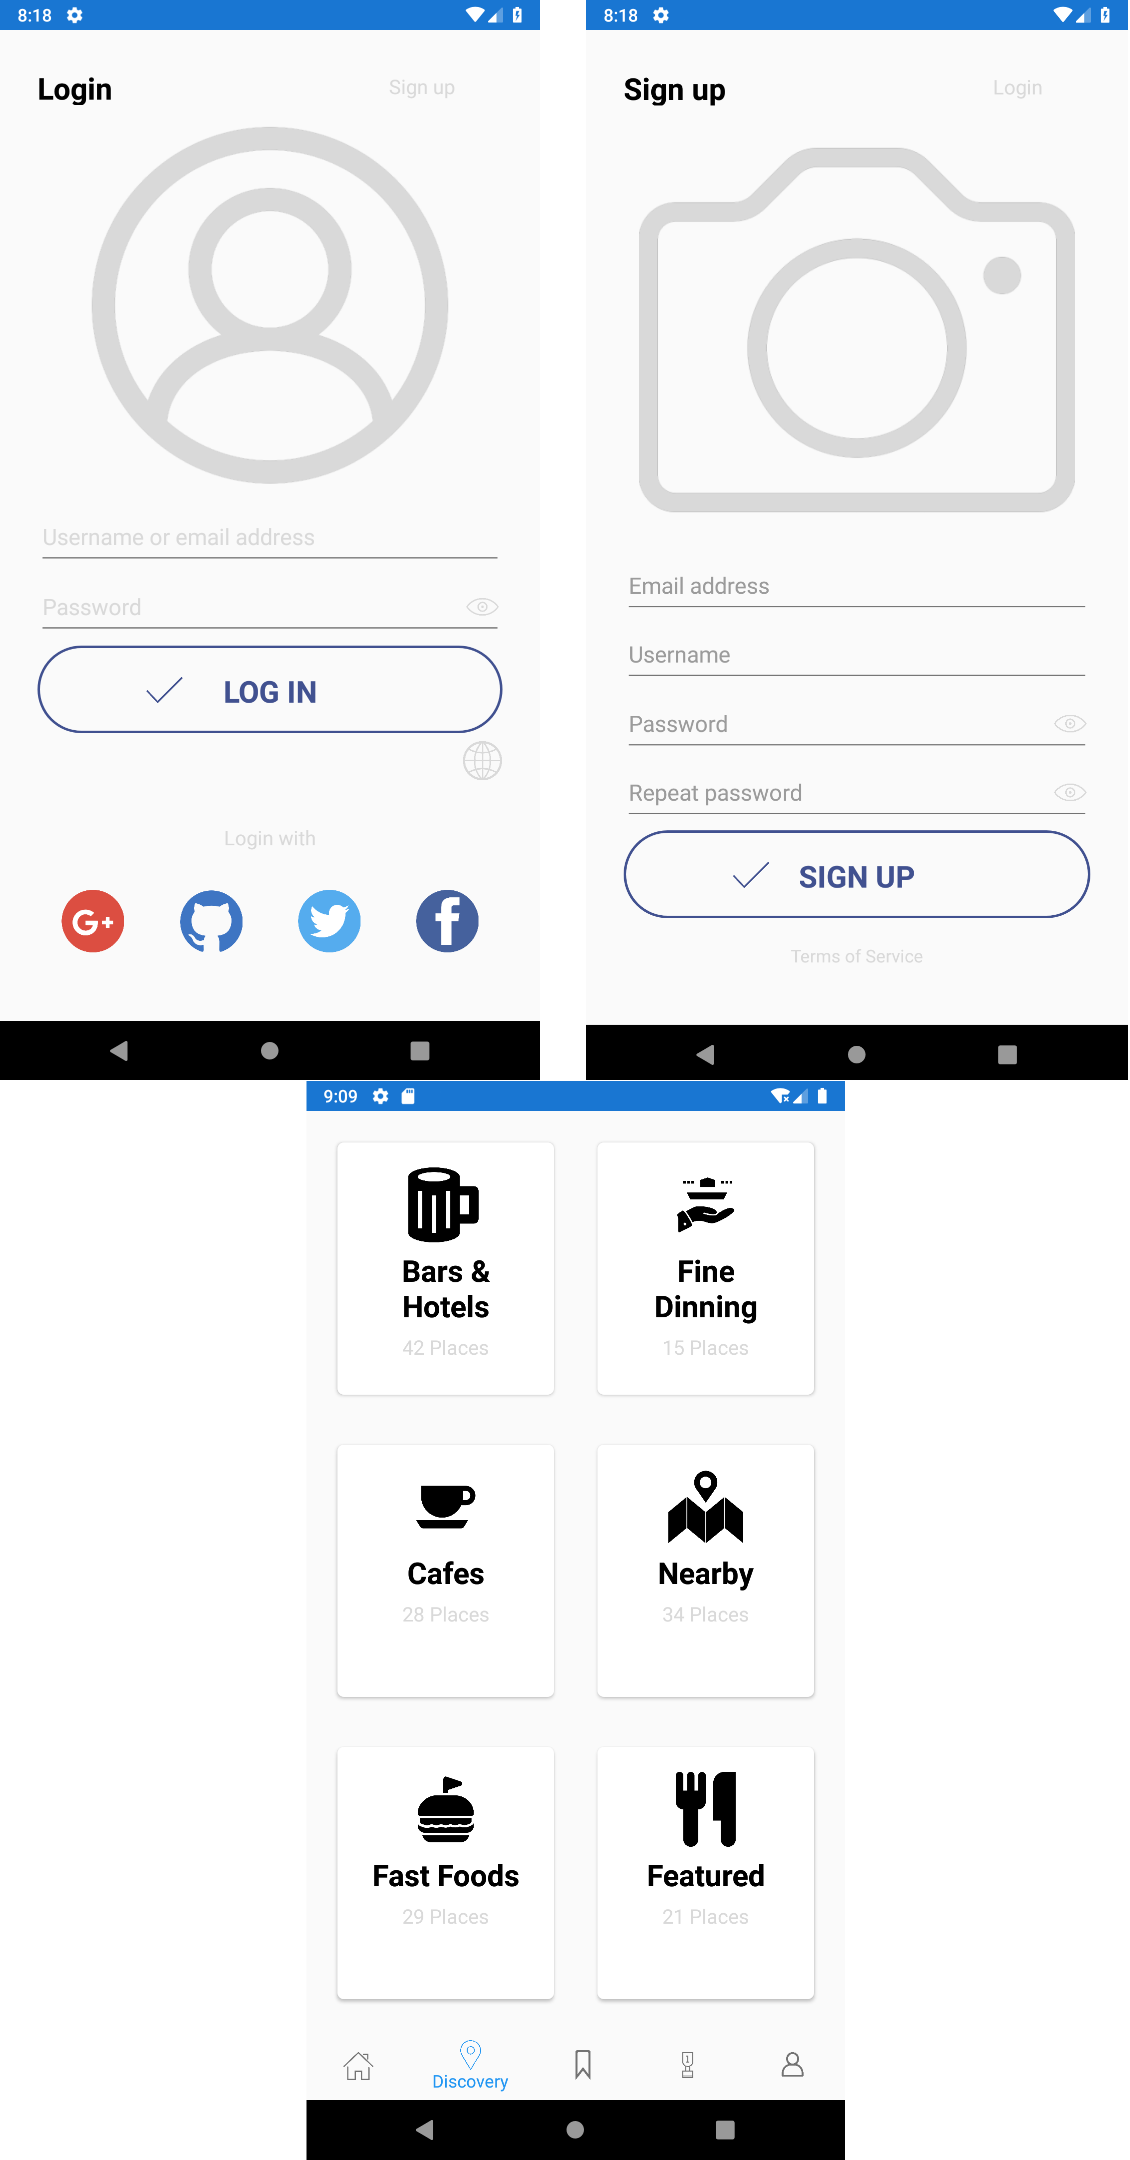 8:18
Login
Sign up
Username or email address
Password
LOG IN
Login with
G+
f
8:18
Sign up
Login
Email address
Username
Password
Repeat password
SIGN UP
Terms of Service
9:09
Bars &
Hotels
42 Places
Fine
Dinning
15 Places
Cafes
28 Places
Nearby
34 Places
Fast Foods
29 Places
Featured
21 Places
Discovery
1